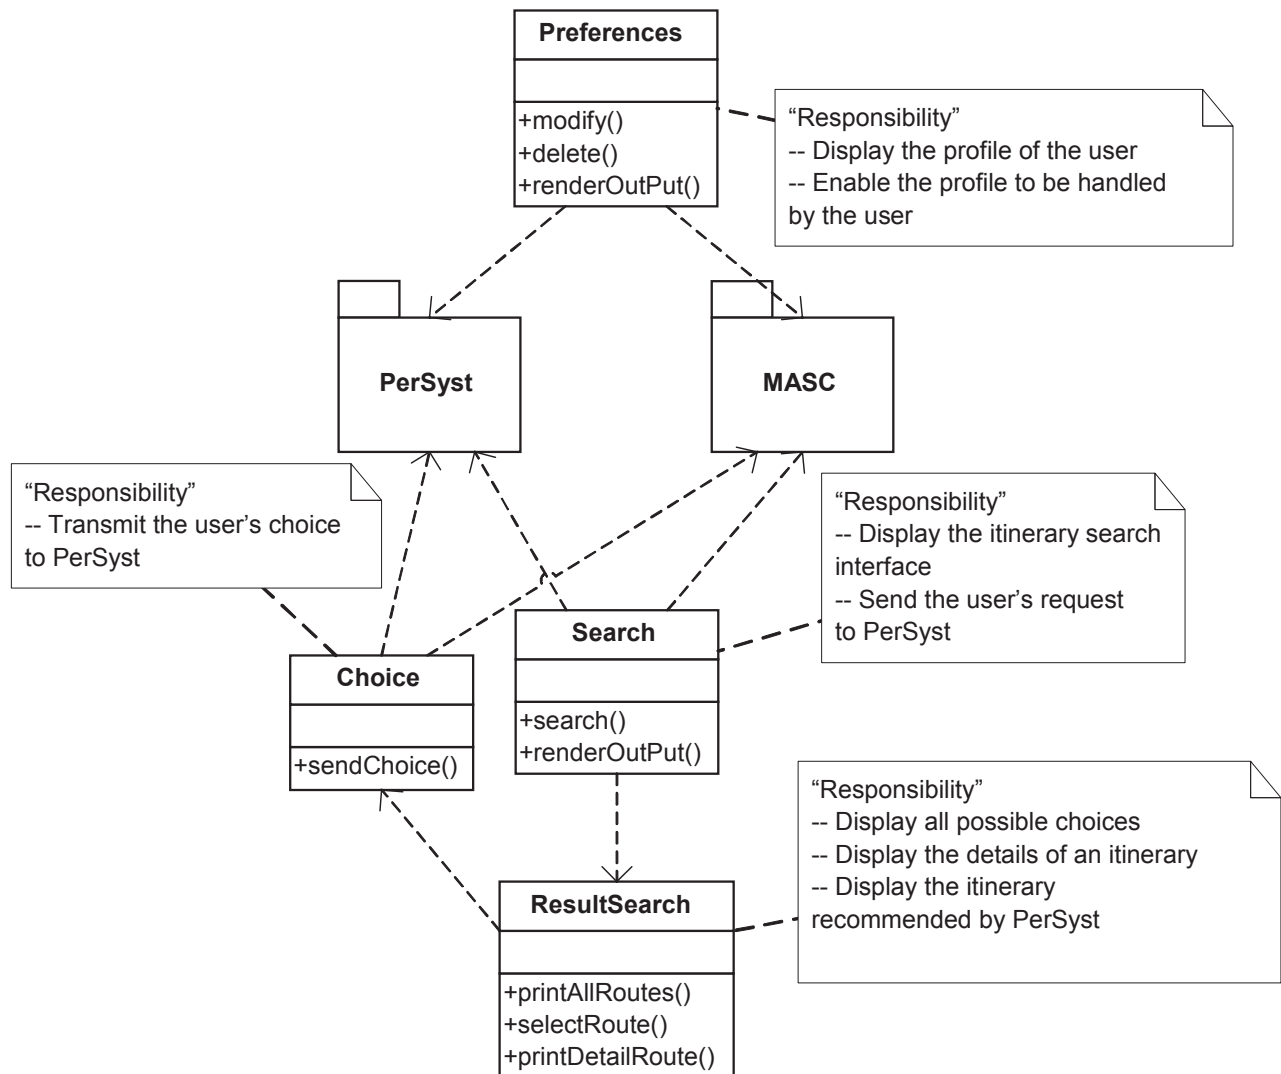 Preferences
+modify()
+delete()
+renderOutPut()
“Responsibility”
-- Display the profile of the user
-- Enable the profile to be handled
by the user
PerSyst
MASC
“Responsibility”
-- Transmit the user’s choice
to PerSyst
“Responsibility”
-- Display the itinerary search
interface
-- Send the user’s request
to PerSyst
Choice
+sendChoice()
Search
+search()
+renderOutPut()
“Responsibility”
-- Display all possible choices
-- Display the details of an itinerary
-- Display the itinerary
recommended by PerSyst
ResultSearch
+printAllRoutes()
+selectRoute()
+printDetailRoute()